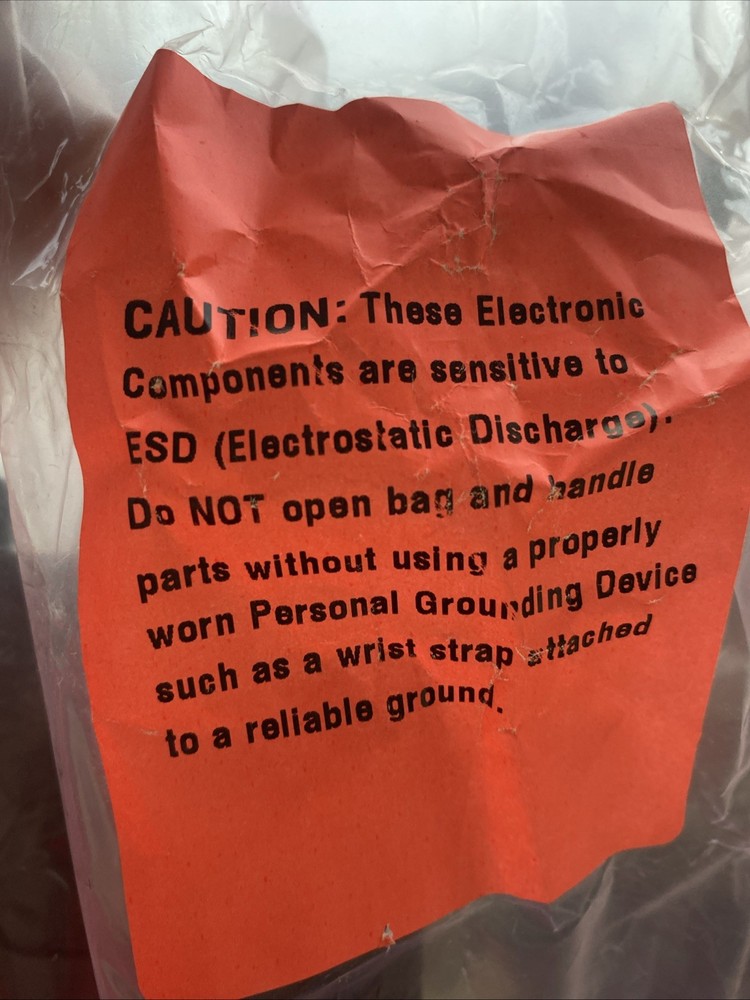 CAUTION: These Electronic
Components are sensitive to
ESD (Electrostatic Discharge).
Do NOT open bag and handle
parts without using a properly
worn Personal Grounding Device
such as a wrist strap attached
to a reliable ground.